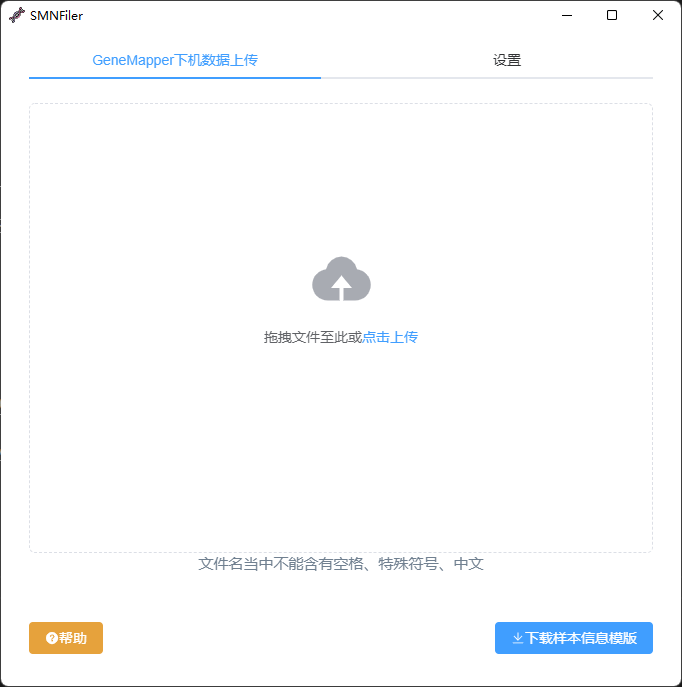 SMNFiler
GeneMapper下机数据上传
设置
拖拽文件至此或点击上传
文件名当中不能含有空格、特殊符号、中文
帮助
下载样本信息模版